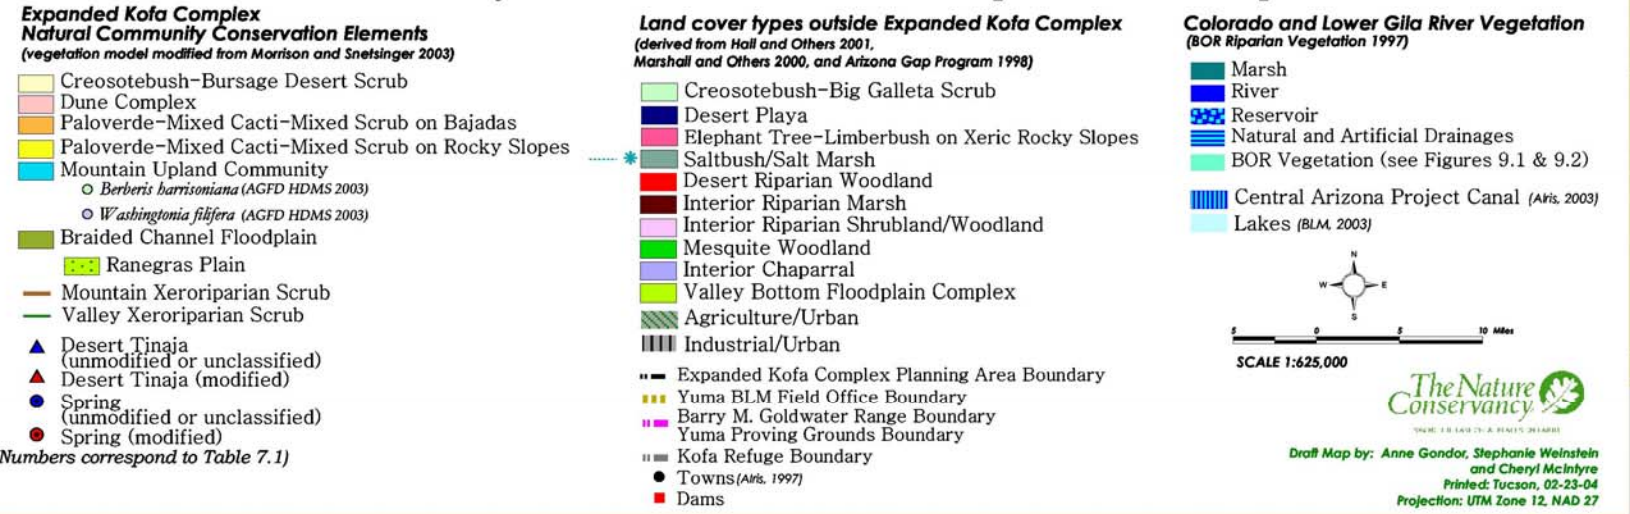 Expanded Kofa Complex
Natural Community Conservation Elements
(vegetation model modified from Morrison and Snetsinger 2003)
Creosotebush-Bursage Desert Scrub
Dune Complex
Paloverde-Mixed Cacti-Mixed Scrub on Bajadas
Paloverde-Mixed Cacti-Mixed Scrub on Rocky Slopes
Mountain Upland Community
Berberis harrisoniana (AGFD HDMS 2003)
Washingtonia filifera (AGFD HDMS 2003)
Braided Channel Floodplain
Ranegras Plain
Mountain Xeroriparian Scrub
Valley Xeroriparian Scrub
Desert Tinaja
(unmodified or unclassified)
Desert Tinaja (modified)
Spring
(unmodified or unclassified)
Spring (modified)
Numbers correspond to Table 7.1)
Land cover types outside Expanded Kofa Complex
(derived from Hall and Others 2001,
Marshall and Others 2000, and Arizona Gap Program 1998)
Creosotebush-Big Galleta Scrub
Desert Playa
Elephant Tree-Limberbush on Xeric Rocky Slopes
Saltbush/Salt Marsh
Desert Riparian Woodland
Interior Riparian Marsh
Interior Riparian Shrubland/Woodland
Mesquite Woodland
Interior Chaparral
Valley Bottom Floodplain Complex
Agriculture/Urban
Industrial/Urban
Expanded Kofa Complex Planning Area Boundary
Yuma BLM Field Office Boundary
Barry M. Goldwater Range Boundary
Yuma Proving Grounds Boundary
Kofa Refuge Boundary
Towns (Alris, 1997)
Dams
Colorado and Lower Gila River Vegetation
(BOR Riparian Vegetation 1997)
Marsh
River
Reservoir
Natural and Artificial Drainages
BOR Vegetation (see Figures 9.1 & 9.2)
Central Arizona Project Canal (Alris, 2003)
Lakes (BLM, 2003)
N
W E
S
5 0 5 10 Miles
SCALE 1:625,000
The Nature
Conservancy
Draft Map by: Anne Gondor, Stephanie Weinstein
and Cheryl McIntyre
Printed: Tucson, 02-23-04
Projection: UTM Zone 12, NAD 27